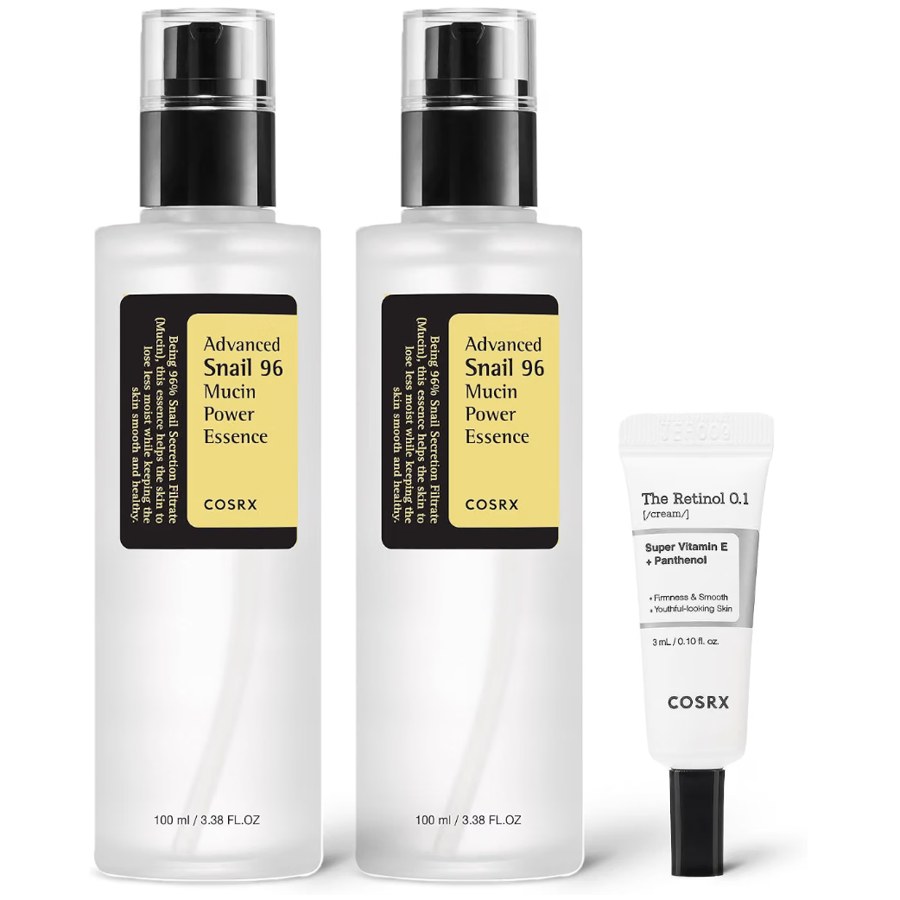 Advanced
Snail 96
Mucin
Power
Essence
COSRX
Being 96% Snail Secretion Filtrate
(Mucin), this essence helps the skin to
lose less moist while keeping the
skin smooth and healthy.
100 ml / 3.38 FL.OZ
Advanced
Snail 96
Mucin
Power
Essence
COSRX
Being 96% Snail Secretion Filtrate
(Mucin), this essence helps the skin to
lose less moist while keeping the
skin smooth and healthy.
100 ml / 3.38 FL.OZ
The Retinol 0.1
[/cream/]
Super Vitamin E
+ Panthenol
• Firmness & Smooth
• Youthful-looking Skin
3 mL / 0.10 fl. oz.
COSRX